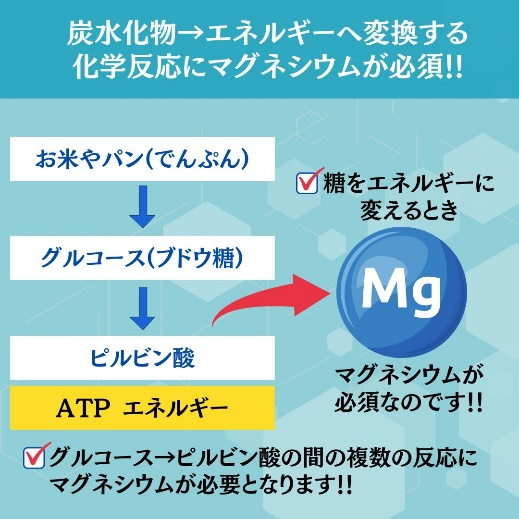 炭水化物→エネルギーへ変換する
化学反応にマグネシウムが必須!!
お米やパン(でんぷん)
グルコース(ブドウ糖)
ピルビン酸
ATP エネルギー
糖をエネルギーに
変えるとき
Mg
マグネシウムが
必須なのです!!
グルコース→ピルビン酸の間の複数の反応に
マグネシウムが必要となります!!